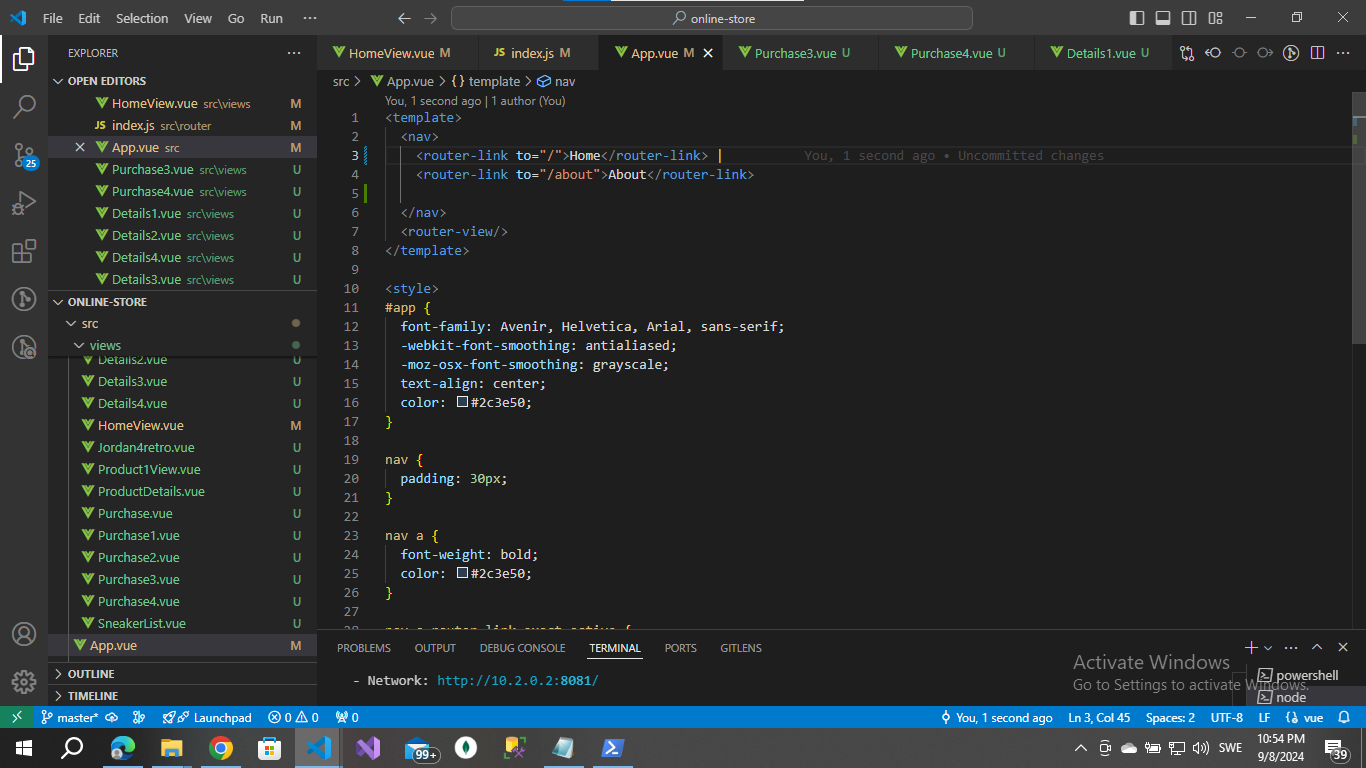 File Edit Selection View Go Run ··· online-store
EXPLORER ···
OPEN EDITORS
HomeView.vue src\views M
JS index.js src\router M
App.vue src M
Purchase3.vue src\views U
Purchase4.vue src\views U
Details1.vue src\views U
Details2.vue src\views U
Details4.vue src\views U
Details3.vue src\views U
ONLINE-STORE
src
views
Details2.vue U
Details3.vue U
Details4.vue U
HomeView.vue M
Jordan4retro.vue U
Product1View.vue U
ProductDetails.vue U
Purchase.vue U
Purchase1.vue U
Purchase2.vue U
Purchase3.vue U
Purchase4.vue U
SneakerList.vue U
App.vue M
OUTLINE
TIMELINE
25
HomeView.vue M JS index.js M App.vue M Purchase3.vue U Purchase4.vue U Details1.vue U ···
src > App.vue > {} template > nav
You, 1 second ago | 1 author (You)
1 <template>
2 <nav>
3 <router-link to="/">Home</router-link> | You, 1 second ago • Uncommitted changes
4 <router-link to="/about">About</router-link>
5
6 </nav>
7 <router-view/>
8 </template>
9
10 <style>
11 #app {
12 font-family: Avenir, Helvetica, Arial, sans-serif;
13 -webkit-font-smoothing: antialiased;
14 -moz-osx-font-smoothing: grayscale;
15 text-align: center;
16 color: #2c3e50;
17 }
18
19 nav {
20 padding: 30px;
21 }
22
23 nav a {
24 font-weight: bold;
25 color: #2c3e50;
26 }
27
28 nav a.router-link-exact-active {
PROBLEMS OUTPUT DEBUG CONSOLE TERMINAL PORTS GITLENS
- Network: http://10.2.0.2:8081/
powershell
node
Activate Windows
Go to Settings to activate Windows.
master* Launchpad 0 0 0 You, 1 second ago Ln 3, Col 45 Spaces: 2 UTF-8 LF {} vue
99+ SWE 10:54 PM
9/8/2024 39